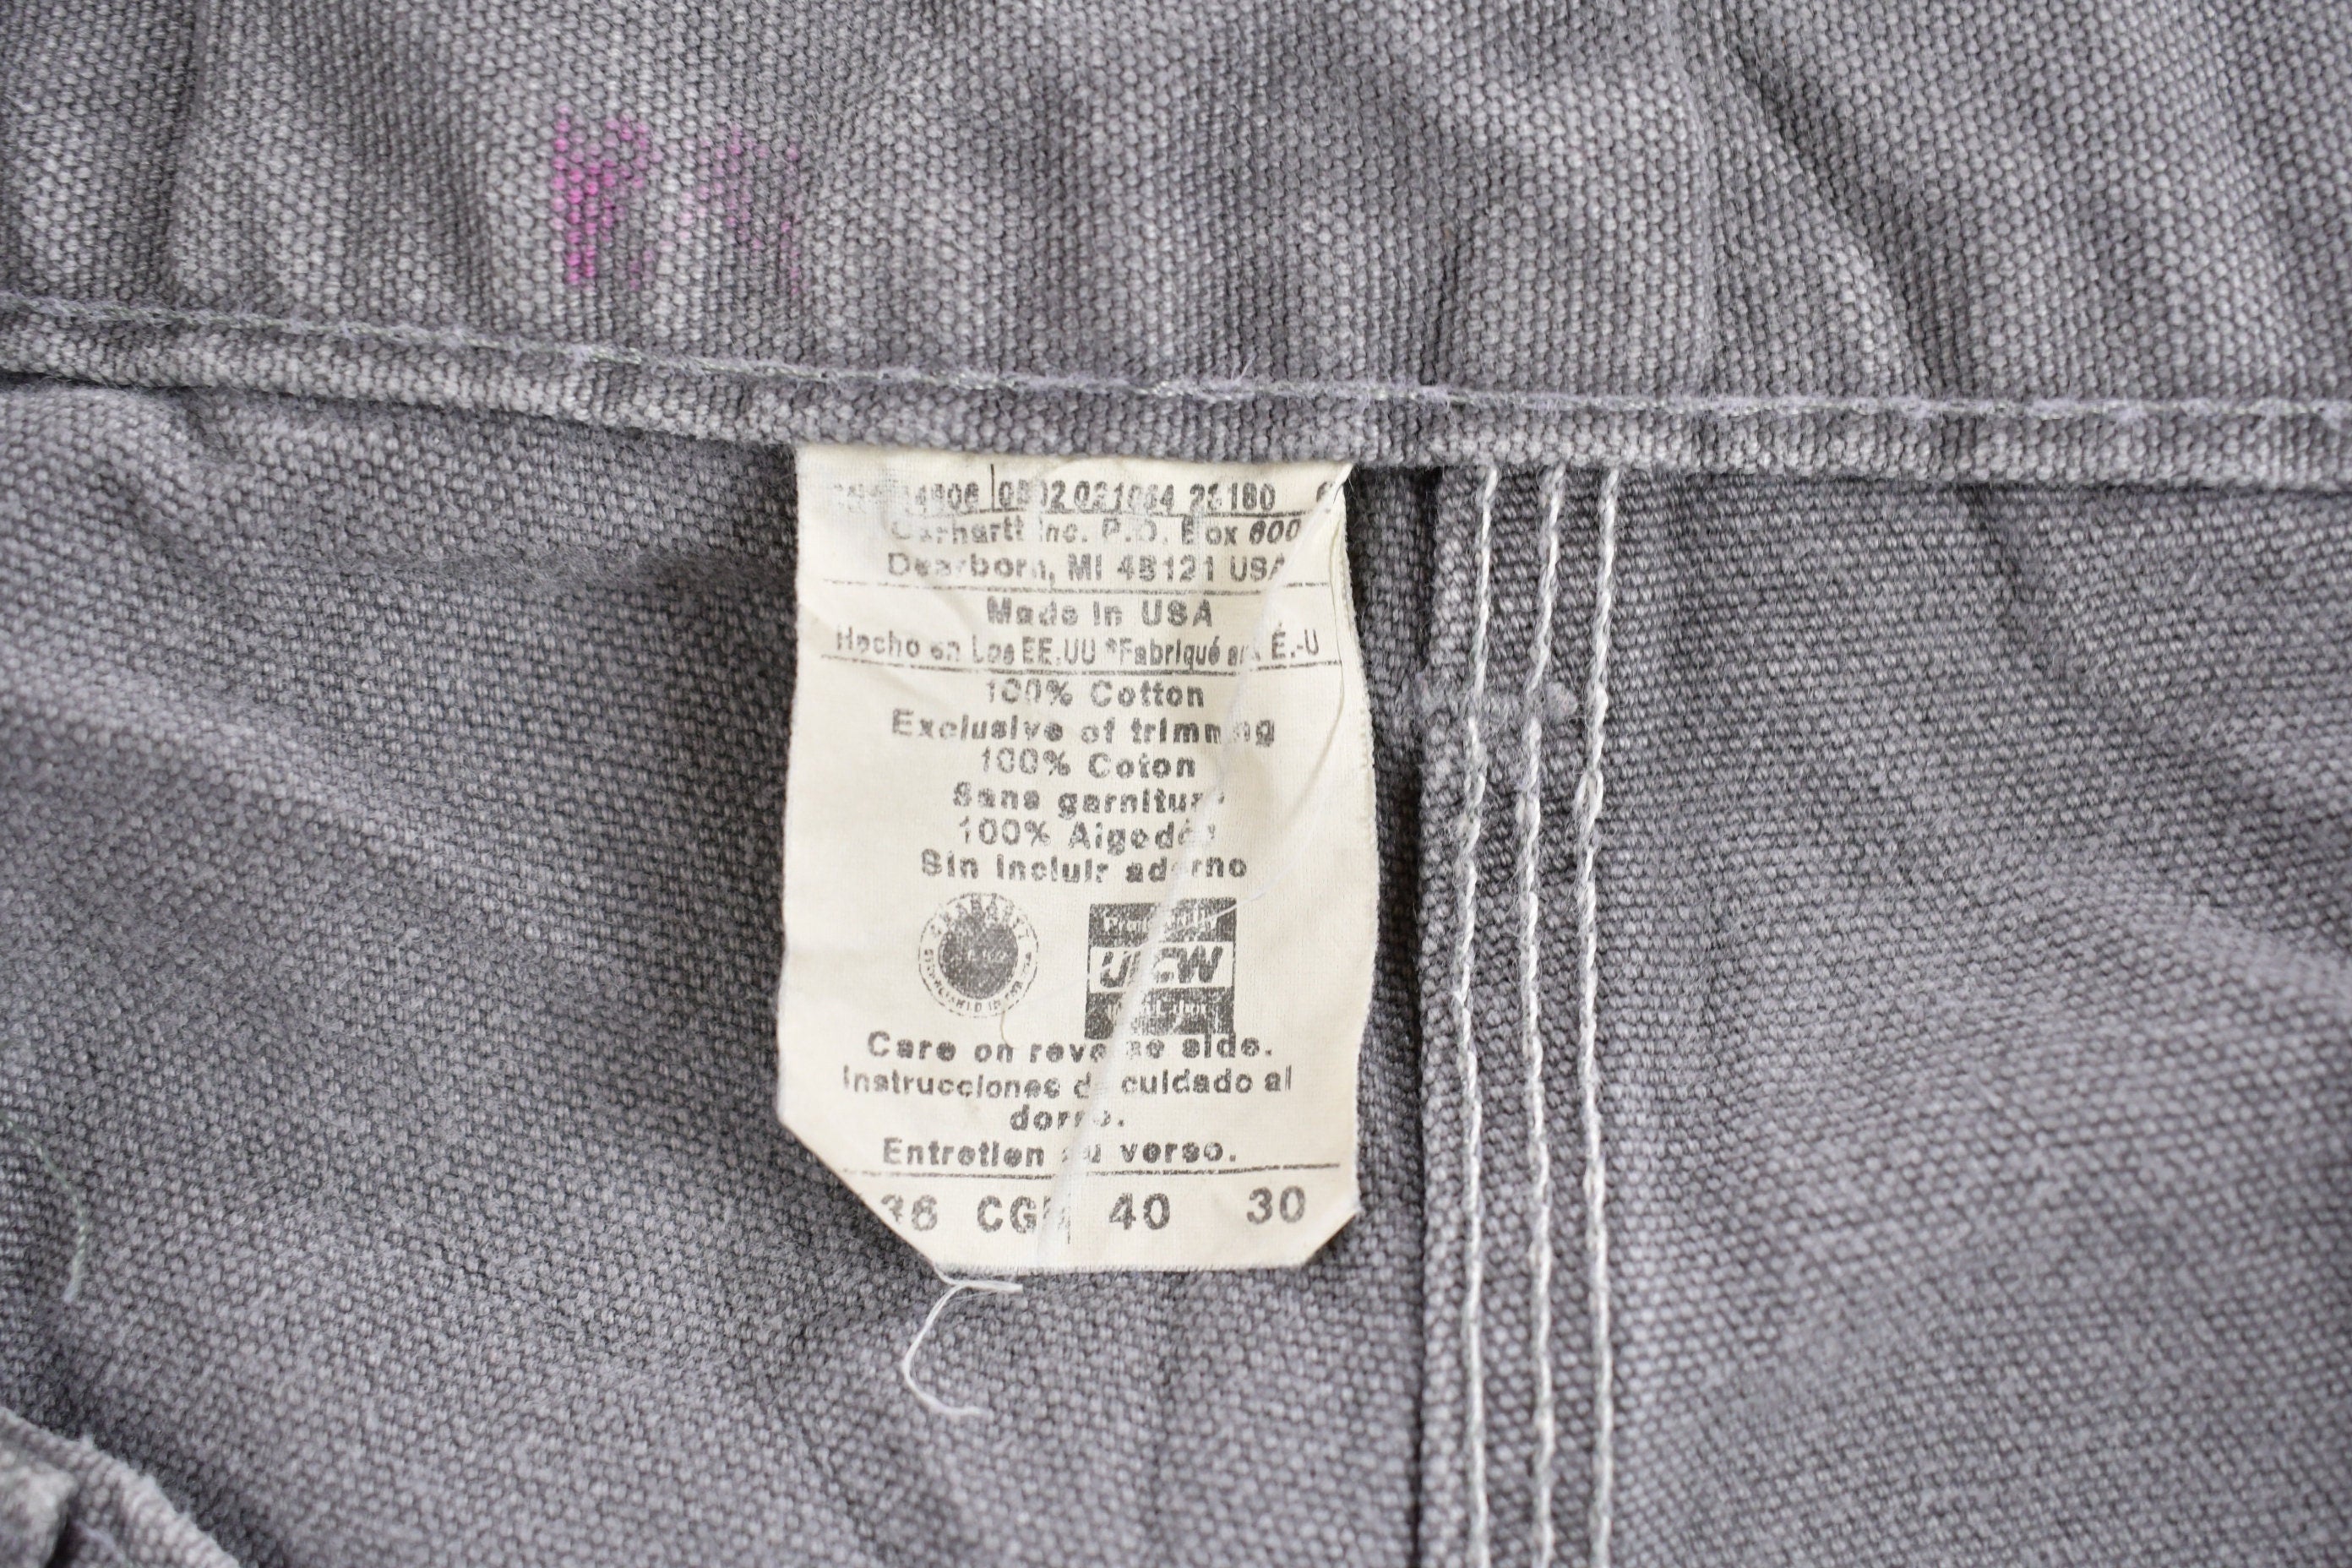 Carhartt Inc. P.O. Box 600
Dearborn, MI 48121 USA
Made in USA
Hecho en Los EE.UU *Fabriqué aux É.-U
100% Cotton
Exclusive of trimming
100% Coton
Sans garniture
100% Algodón
Sin incluir adorno
CARHARTT
UFCW
Care on reverse side.
Instrucciones de cuidado al
dorso.
Entretien au verso.
36 CGM 40 30